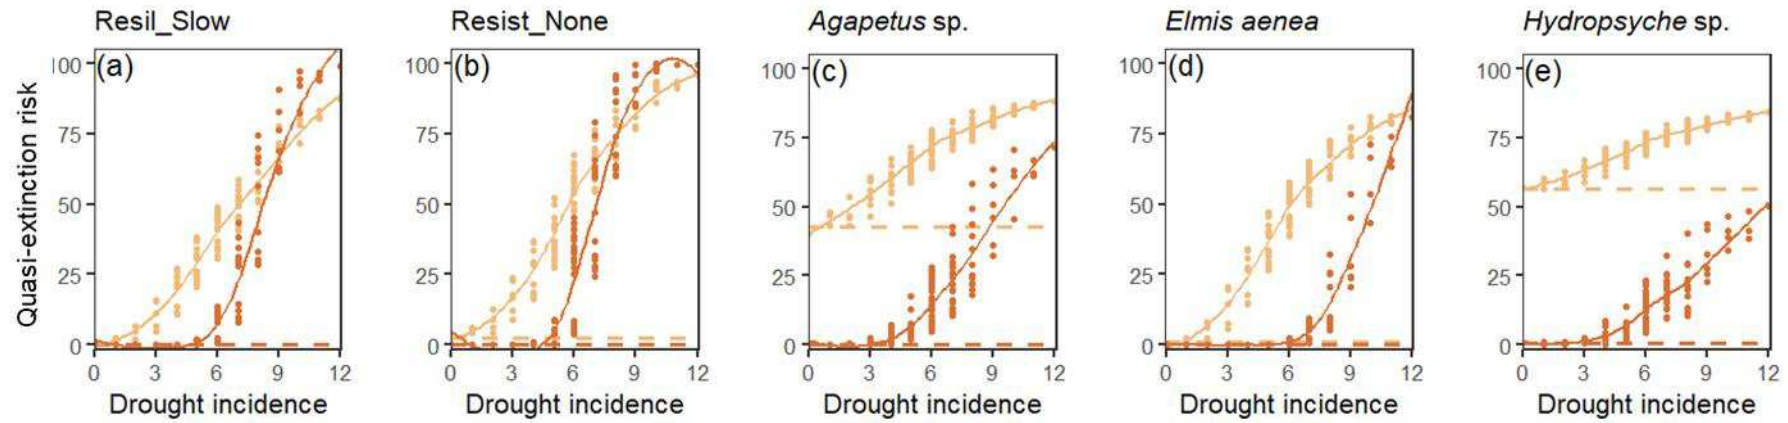 Resil_Slow
Resist_None
Agapetus sp.
Elmis aenea
Hydropsyche sp.
Quasi-extinction risk
100
75
50
25
0
(a)
0 3 6 9 12
Drought incidence
100
75
50
25
0
(b)
0 3 6 9 12
Drought incidence
100
75
50
25
0
(c)
0 3 6 9 12
Drought incidence
100
75
50
25
0
(d)
0 3 6 9 12
Drought incidence
100
75
50
25
0
(e)
0 3 6 9 12
Drought incidence